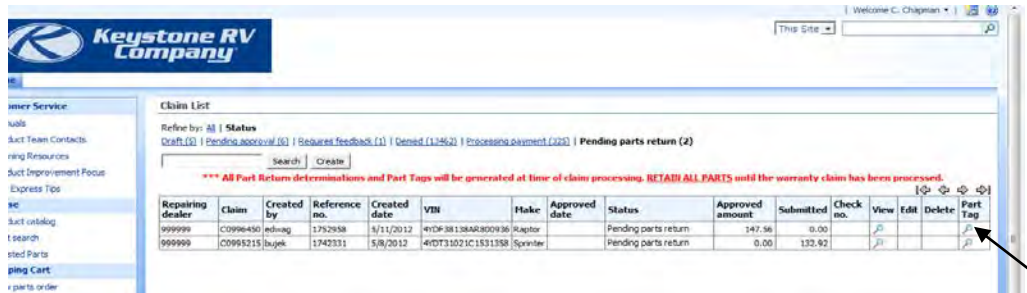 | Welcome C. Chapman ▾ |
This Site ▾
Keystone RV
Company
Claim List
Refine by: All | Status
Draft (5) | Pending approval (6) | Requires feedback (1) | Denied (13462) | Processing payment (325) | Pending parts return (2)
Search Create
*** All Part Return determinations and Part Tags will be generated at time of claim processing. RETAIN ALL PARTS until the warranty claim has been processed.
Repairing dealer Claim Created by Reference no. Created date VIN Make Approved date Status Approved amount Submitted Check no. View Edit Delete Part Tag
999999 C0996450 edwag 1752958 5/11/2012 4YDF38138AR800936 Raptor Pending parts return 147.56 0.00
999999 C0995215 bujek 1742331 5/8/2012 4YDT31021C1531358 Sprinter Pending parts return 0.00 132.92
omer Service
uals
duct Team Contacts
ning Resources
duct Improvement Focus
Express Tips
se
duct catalog
t search
sted Parts
ping Cart
parts order